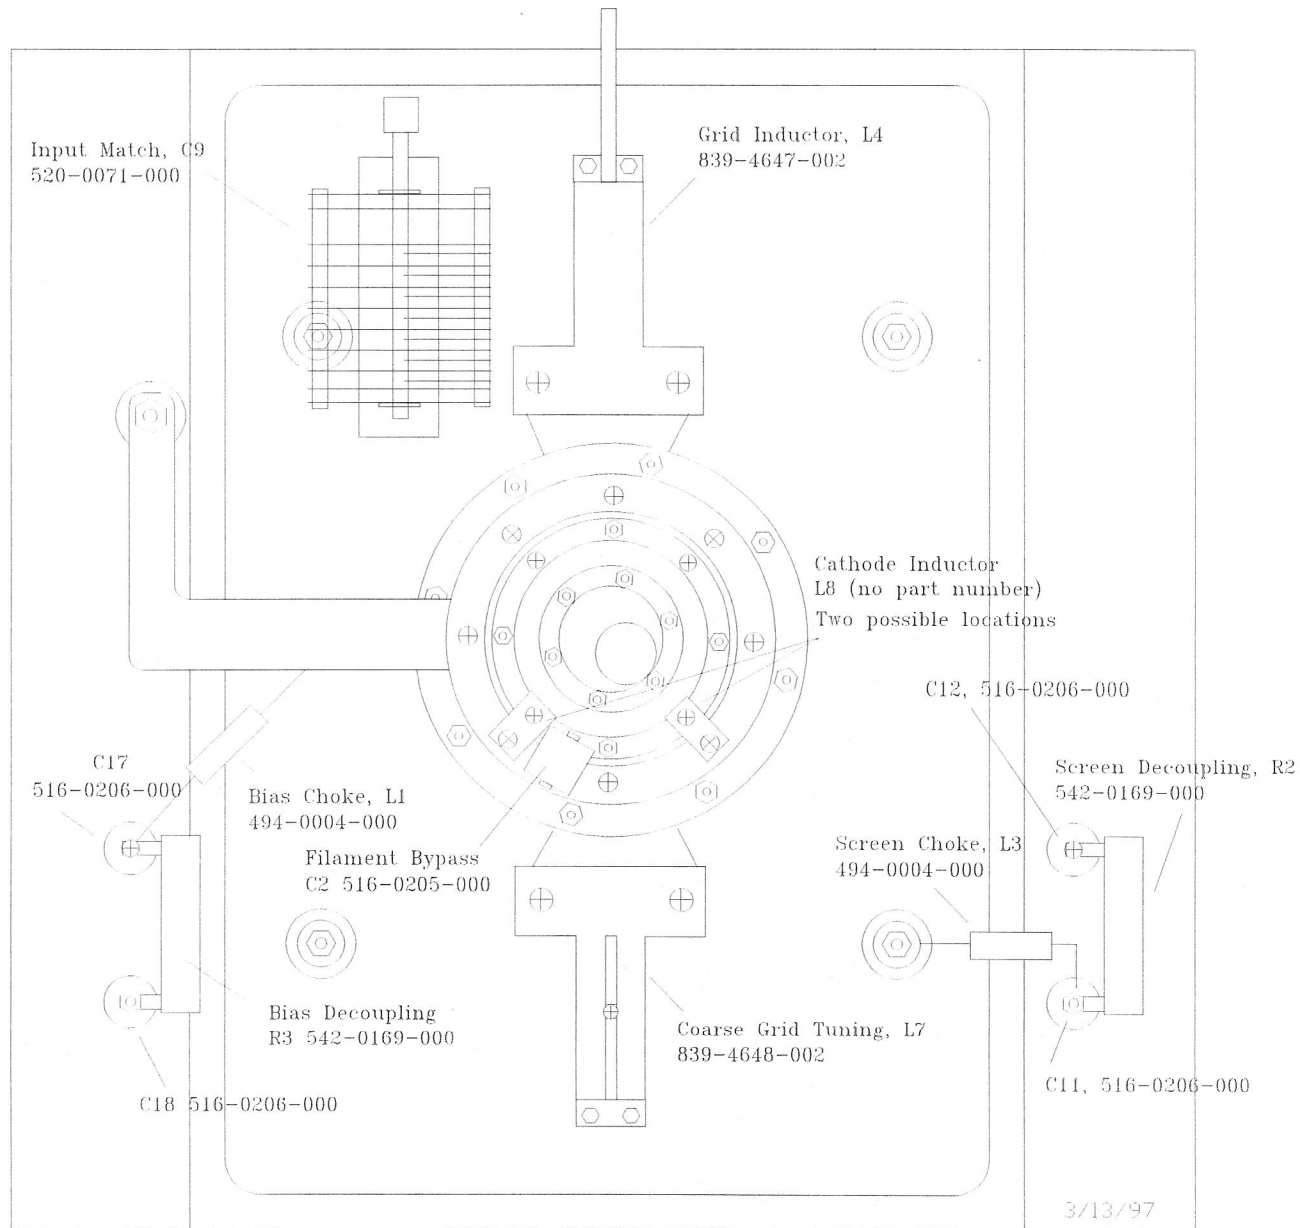 Input Match, C9
520-0071-000
Grid Inductor, L4
839-4647-002
Cathode Inductor
L8 (no part number)
Two possible locations
C12, 516-0206-000
Screen Decoupling, R2
542-0169-000
C17
516-0206-000
Bias Choke, L1
494-0004-000
Screen Choke, L3
494-0004-000
Filament Bypass
C2 516-0205-000
Bias Decoupling
R3 542-0169-000
Coarse Grid Tuning, L7
839-4648-002
C11, 516-0206-000
C18 516-0206-000
3/13/97